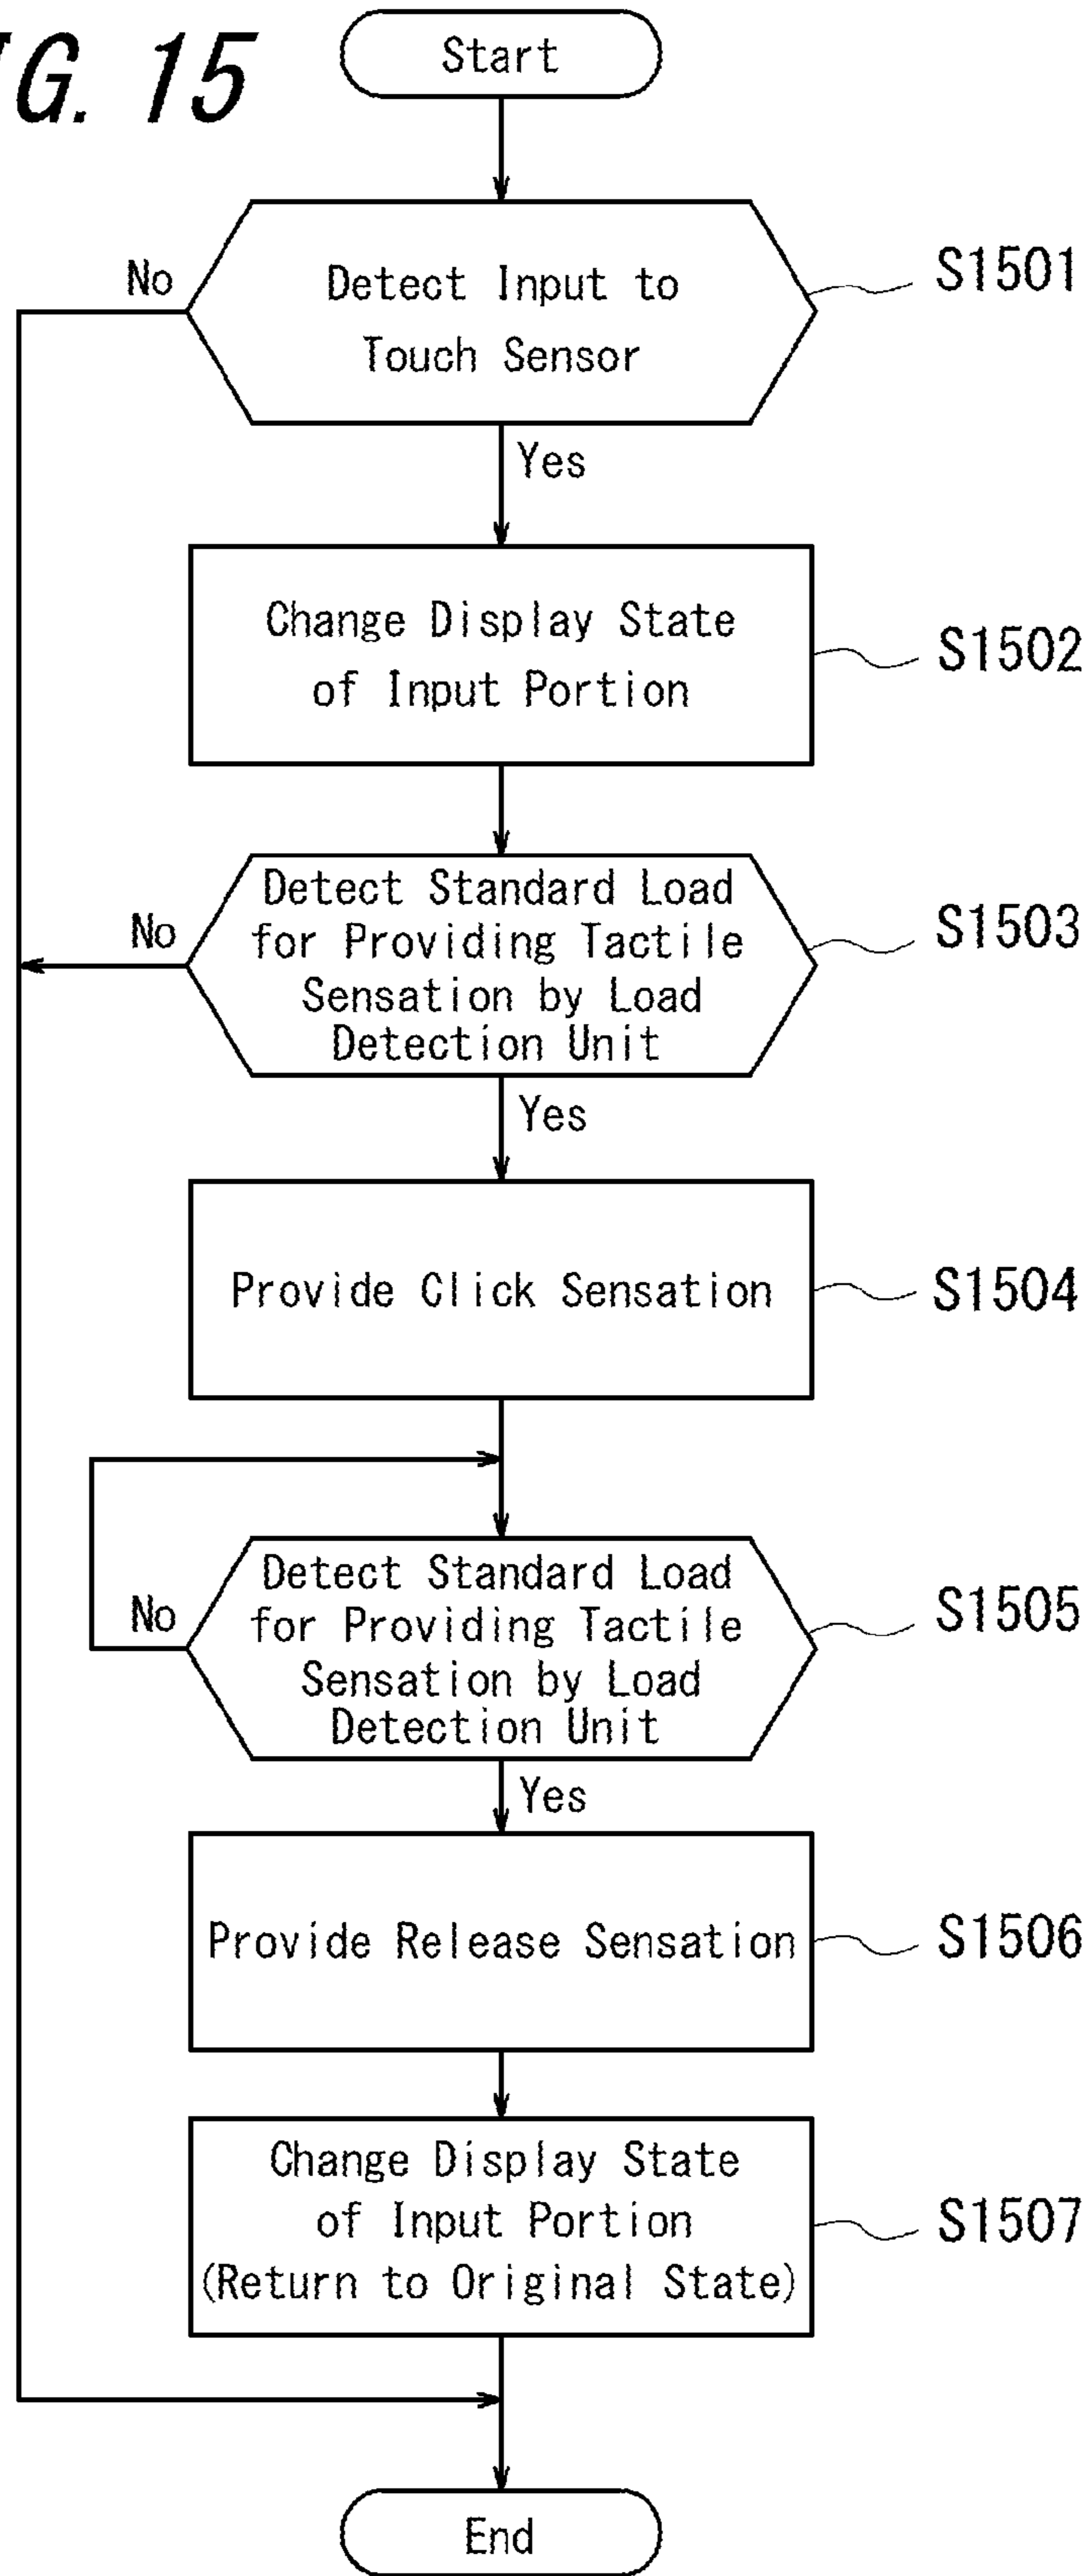 IG. 15
Start
No
Detect Input to
Touch Sensor
S1501
Yes
Change Display State
of Input Portion
S1502
No
Detect Standard Load
for Providing Tactile
Sensation by Load
Detection Unit
S1503
Yes
Provide Click Sensation
S1504
No
Detect Standard Load
for Providing Tactile
Sensation by Load
Detection Unit
S1505
Yes
Provide Release Sensation
S1506
Change Display State
of Input Portion
(Return to Original State)
S1507
End